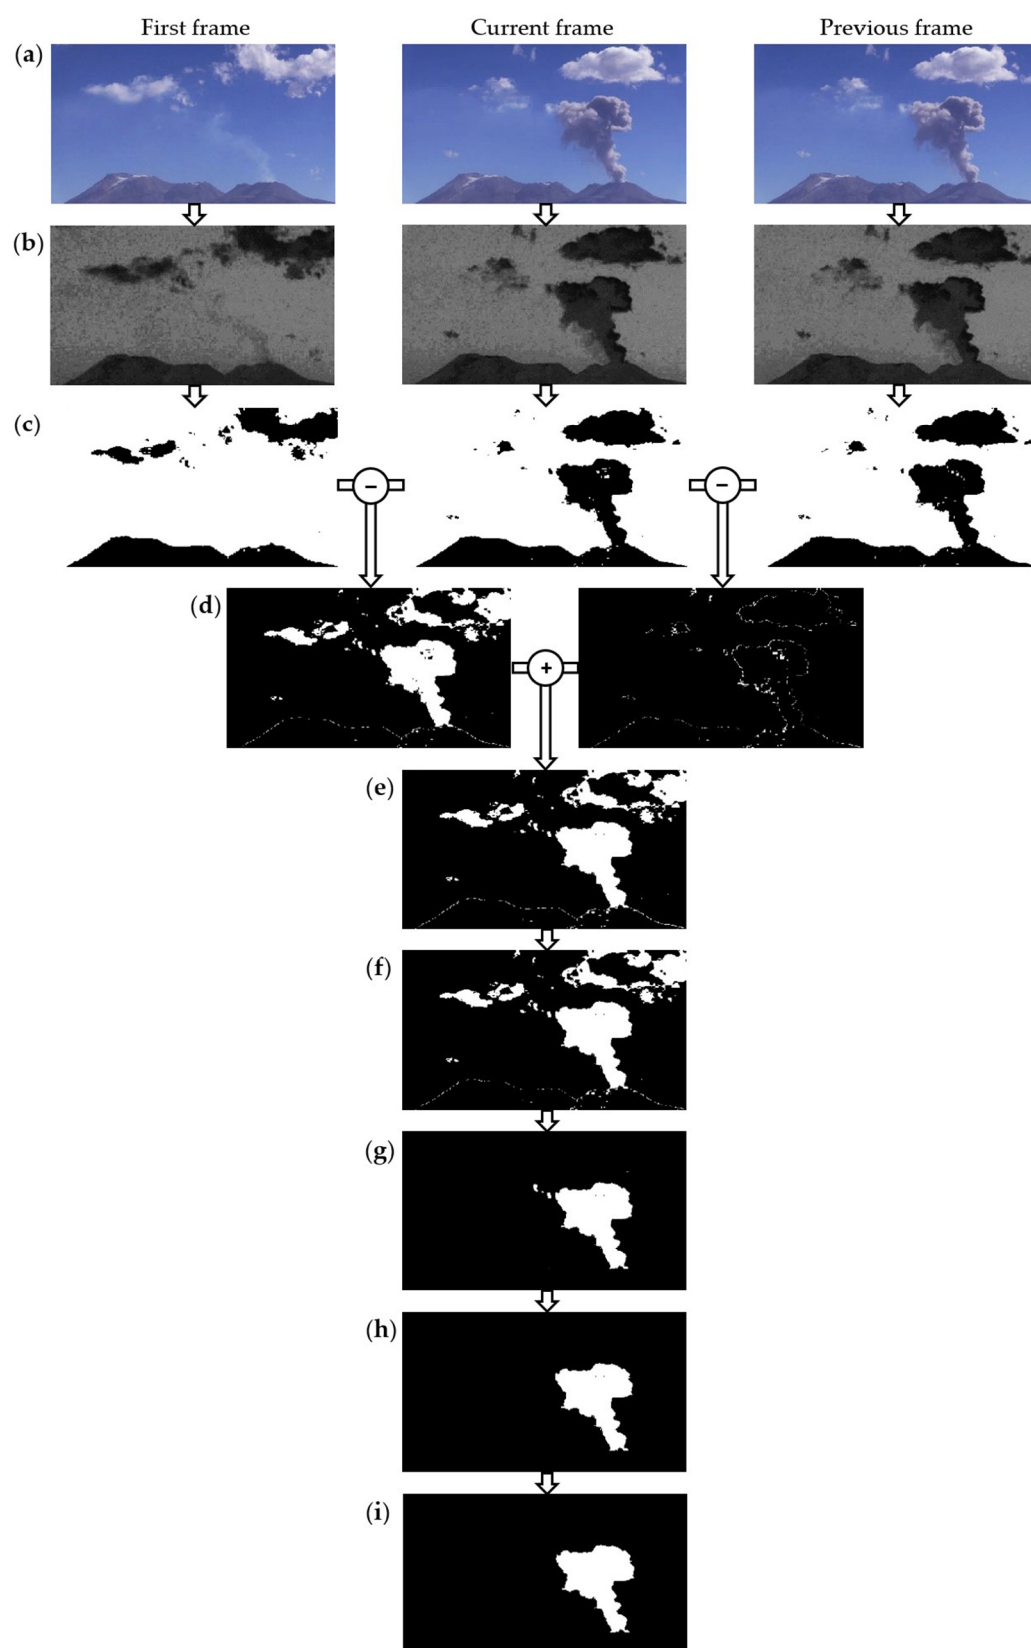 First frame Current frame Previous frame
(a)
(b)
(c)
− −
(d)
+
(e)
(f)
(g)
(h)
(i)